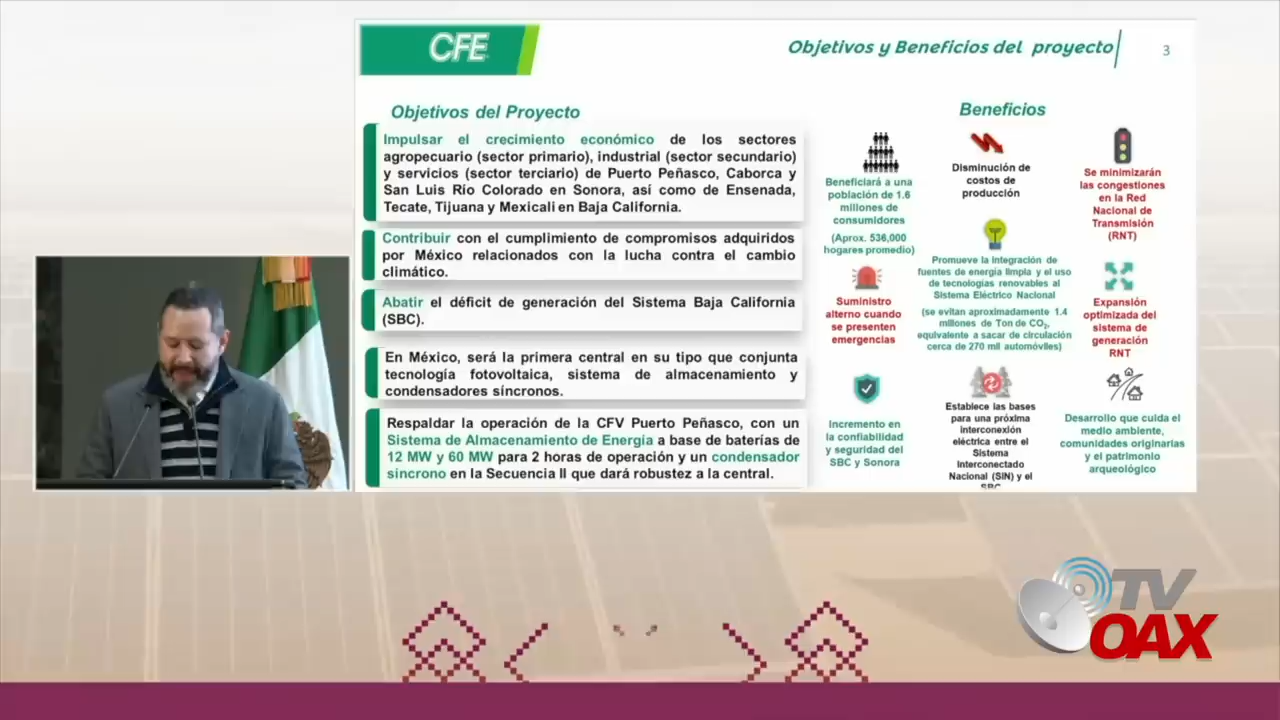 CFE
Objetivos y Beneficios del proyecto
3
Objetivos del Proyecto
Impulsar el crecimiento económico de los sectores
agropecuario (sector primario), industrial (sector secundario)
y servicios (sector terciario) de Puerto Peñasco, Caborca y
San Luis Río Colorado en Sonora, así como de Ensenada,
Tecate, Tijuana y Mexicali en Baja California.
Contribuir con el cumplimiento de compromisos adquiridos
por México relacionados con la lucha contra el cambio
climático.
Abatir el déficit de generación del Sistema Baja California
(SBC).
En México, será la primera central en su tipo que conjunta
tecnología fotovoltaica, sistema de almacenamiento y
condensadores síncronos.
Respaldar la operación de la CFV Puerto Peñasco, con un
Sistema de Almacenamiento de Energía a base de baterías de
12 MW y 60 MW para 2 horas de operación y un condensador
síncrono en la Secuencia II que dará robustez a la central.
Beneficios
Beneficiará a una
población de 1.6
millones de
consumidores
(Aprox. 536,000
hogares promedio)
Disminución de
costos de
producción
Se minimizarán
las congestiones
en la Red
Nacional de
Transmisión
(RNT)
Suministro
alterno cuando
se presenten
emergencias
Promueve la integración de
fuentes de energía limpia y el uso
de tecnologías renovables al
Sistema Eléctrico Nacional
(se evitan aproximadamente 1.4
millones de Ton de CO2,
equivalente a sacar de circulación
cerca de 270 mil automóviles)
Expansión
optimizada del
sistema de
generación
RNT
Incremento en
la confiabilidad
y seguridad del
SBC y Sonora
Establece las bases
para una próxima
interconexión
eléctrica entre el
Sistema
Interconectado
Nacional (SIN) y el
SBC
Desarrollo que cuida el
medio ambiente,
comunidades originarias
y el patrimonio
arqueológico
TV
OAX